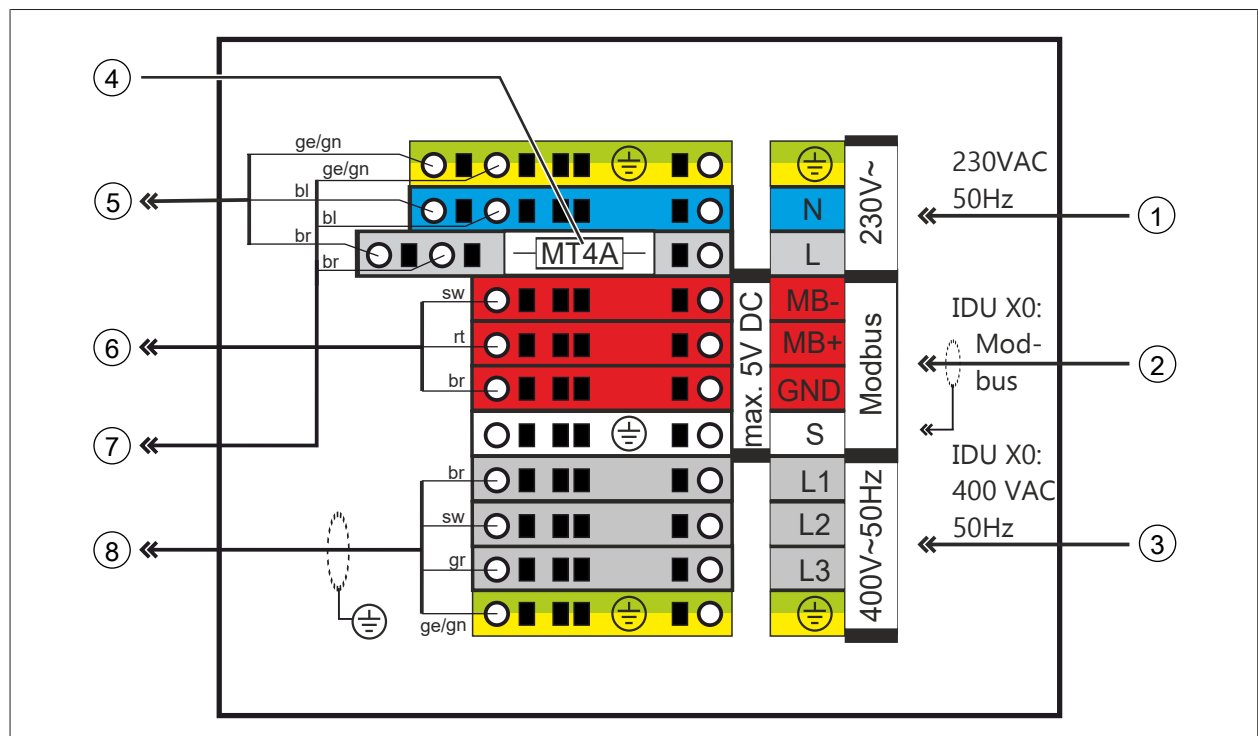 4
ge/gn
ge/gn
5
bl
bl
br
br
MT4A
N
L
230V~
230VAC
50Hz
1
6
sw
rt
br
7
max. 5V DC
MB-
MB+
GND
S
Modbus
IDU X0:
Mod-
bus
2
8
br
sw
gr
ge/gn
L1
L2
L3
400V~50Hz
IDU X0:
400 VAC
50Hz
3